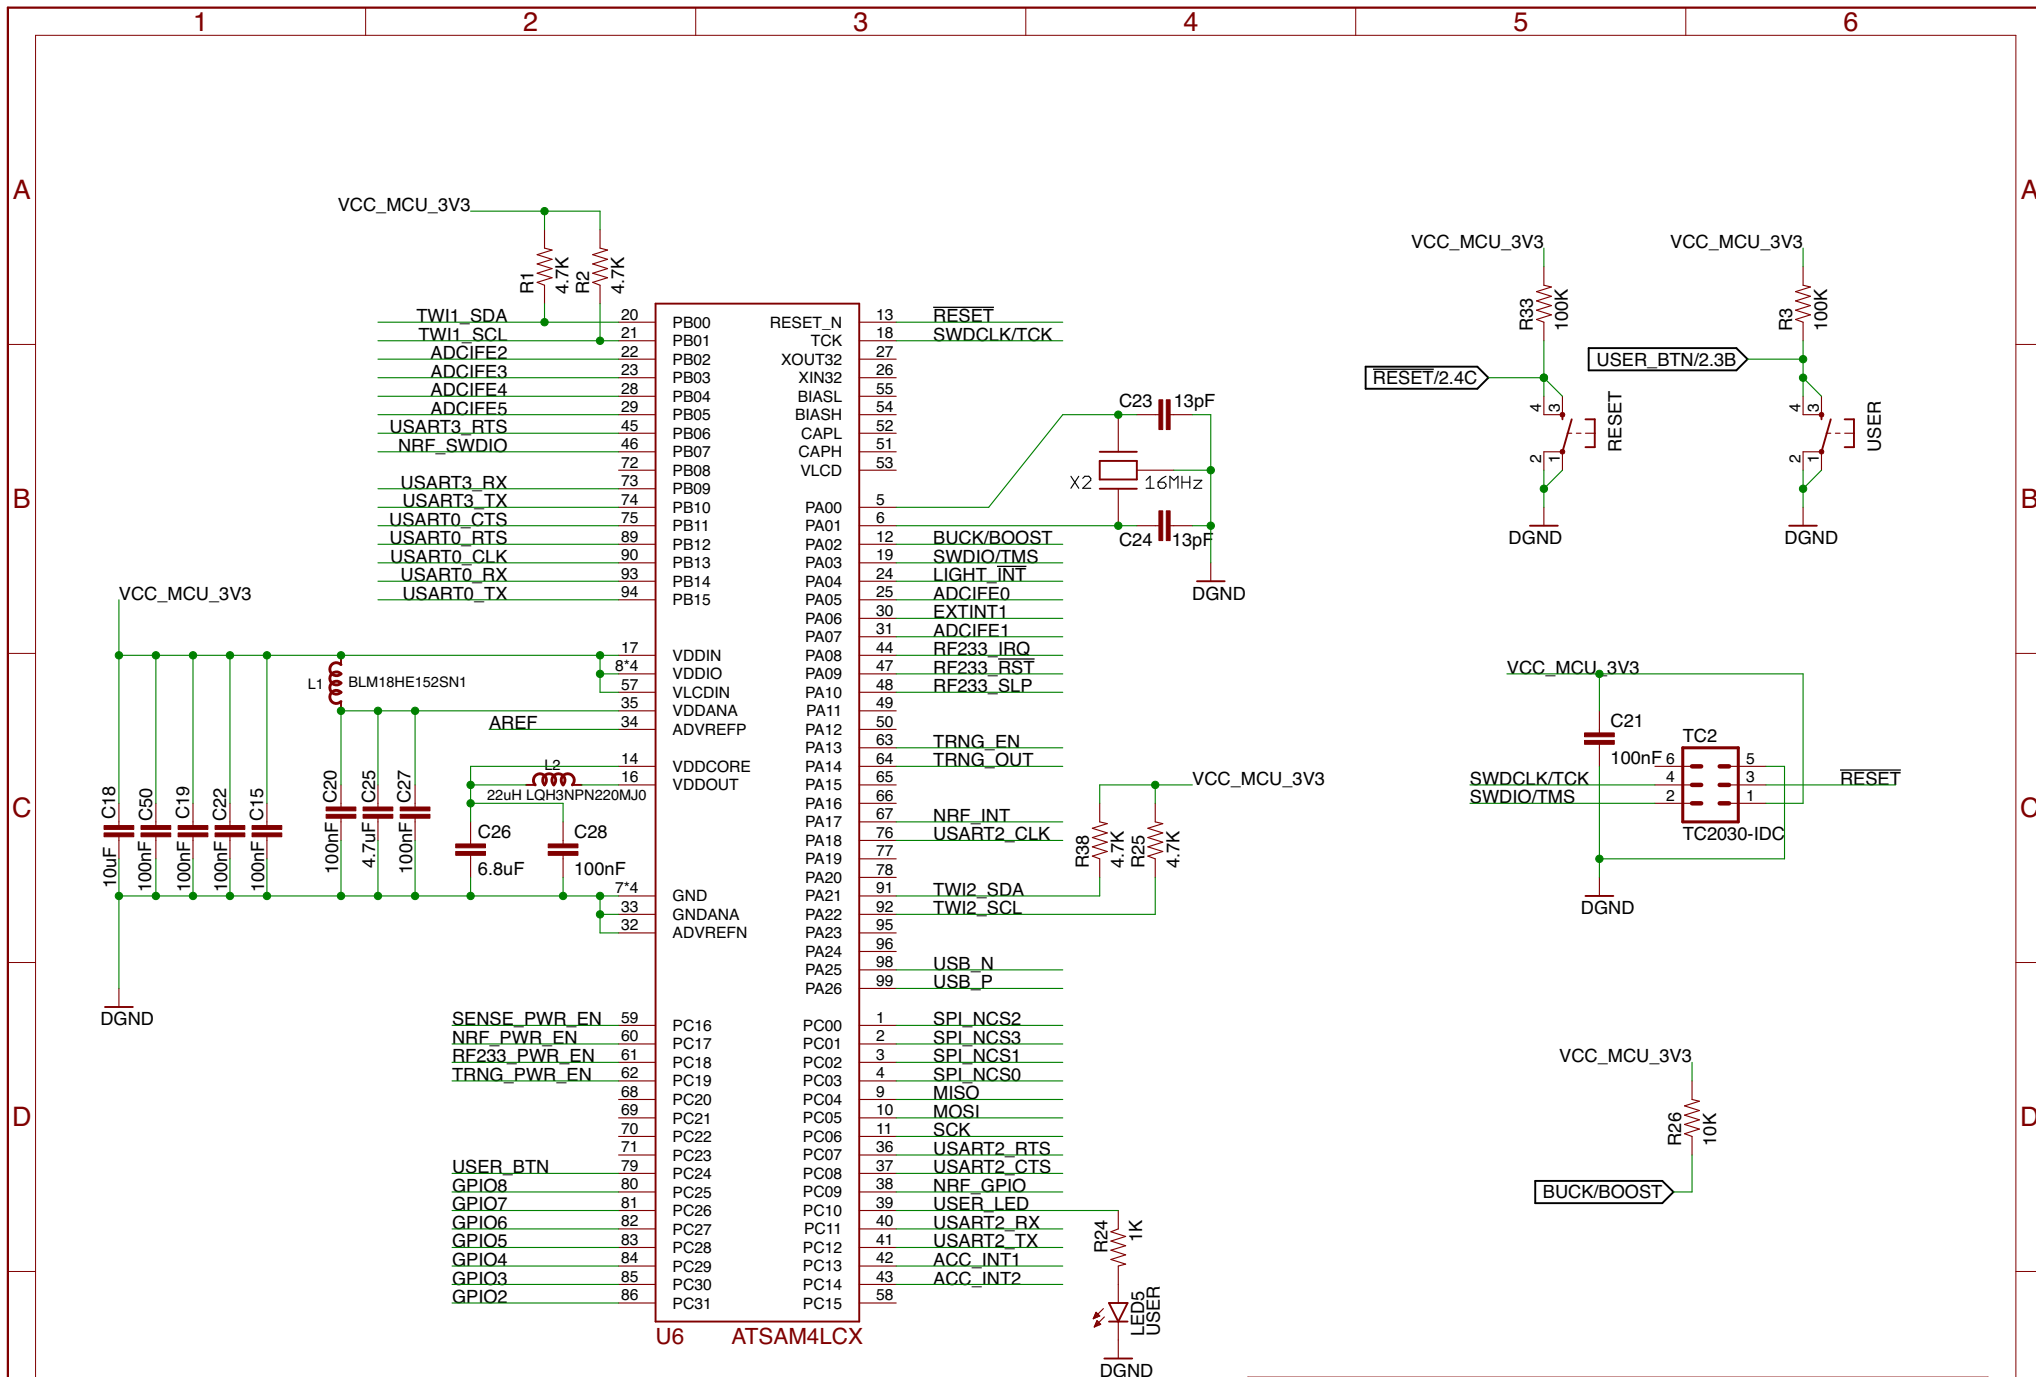 1 2 3 4 5 6
A A
VCC_MCU_3V3
R1 4.7K
R2 4.7K
VCC_MCU_3V3
R33 100K
RESET/2.4C
4 3
2 1
RESET
DGND
VCC_MCU_3V3
R3 100K
USER_BTN/2.3B
4 3
2 1
USER
DGND
TWI1_SDA 20 PB00
TWI1_SCL 21 PB01
ADCIFE2 22 PB02
ADCIFE3 23 PB03
ADCIFE4 28 PB04
ADCIFE5 29 PB05
USART3_RTS 45 PB06
NRF_SWDIO 46 PB07
72 PB08
USART3_RX 73 PB09
USART3_TX 74 PB10
USART0_CTS 75 PB11
USART0_RTS 89 PB12
USART0_CLK 90 PB13
USART0_RX 93 PB14
USART0_TX 94 PB15
RESET_N 13 RESET
TCK 18 SWDCLK/TCK
XOUT32 27
XIN32 26
BIASL 55
BIASH 54
CAPL 52
CAPH 51
VLCD 53
PA00 5
PA01 6
PA02 12 BUCK/BOOST
PA03 19 SWDIO/TMS
PA04 24 LIGHT_INT
PA05 25 ADCIFE0
PA06 30 EXTINT1
PA07 31 ADCIFE1
PA08 44 RF233_IRQ
PA09 47 RF233_RST
PA10 48 RF233_SLP
PA11 49
PA12 50
PA13 63 TRNG_EN
PA14 64 TRNG_OUT
PA15 65
PA16 66
PA17 67 NRF_INT
PA18 76 USART2_CLK
PA19 77
PA20 78
PA21 91 TWI2_SDA
PA22 92 TWI2_SCL
PA23 95
PA24 96
PA25 98 USB_N
PA26 99 USB_P
C23 13pF
X2 16MHz
C24 13pF
DGND
B B
VCC_MCU_3V3
17 VDDIN
8*4 VDDIO
57 VLCDIN
35 VDDANA
AREF 34 ADVREFP
14 VDDCORE
16 VDDOUT
7*4 GND
33 GNDANA
32 ADVREFN
L1 BLM18HE152SN1
L2
22uH LQH3NPN220MJ0
C18 10uF
C50 100nF
C19 100nF
C22 100nF
C15 100nF
C20 100nF
C25 4.7uF
C27 100nF
C26 6.8uF
C28 100nF
DGND
VCC_MCU_3V3
R38 4.7K
R25 4.7K
VCC_MCU_3V3
C21
100nF
TC2
6 5
SWDCLK/TCK 4 3 RESET
SWDIO/TMS 2 1
TC2030-IDC
DGND
C C
SENSE_PWR_EN 59 PC16
NRF_PWR_EN 60 PC17
RF233_PWR_EN 61 PC18
TRNG_PWR_EN 62 PC19
68 PC20
69 PC21
70 PC22
71 PC23
USER_BTN 79 PC24
GPIO8 80 PC25
GPIO7 81 PC26
GPIO6 82 PC27
GPIO5 83 PC28
GPIO4 84 PC29
GPIO3 85 PC30
GPIO2 86 PC31
PC00 1 SPI_NCS2
PC01 2 SPI_NCS3
PC02 3 SPI_NCS1
PC03 4 SPI_NCS0
PC04 9 MISO
PC05 10 MOSI
PC06 11 SCK
PC07 36 USART2_RTS
PC08 37 USART2_CTS
PC09 38 NRF_GPIO
PC10 39 USER_LED
PC11 40 USART2_RX
PC12 41 USART2_TX
PC13 42 ACC_INT1
PC14 43 ACC_INT2
PC15 58
U6 ATSAM4LCX
R24 1K
LED5
USER
DGND
VCC_MCU_3V3
R26 10K
BUCK/BOOST
D D